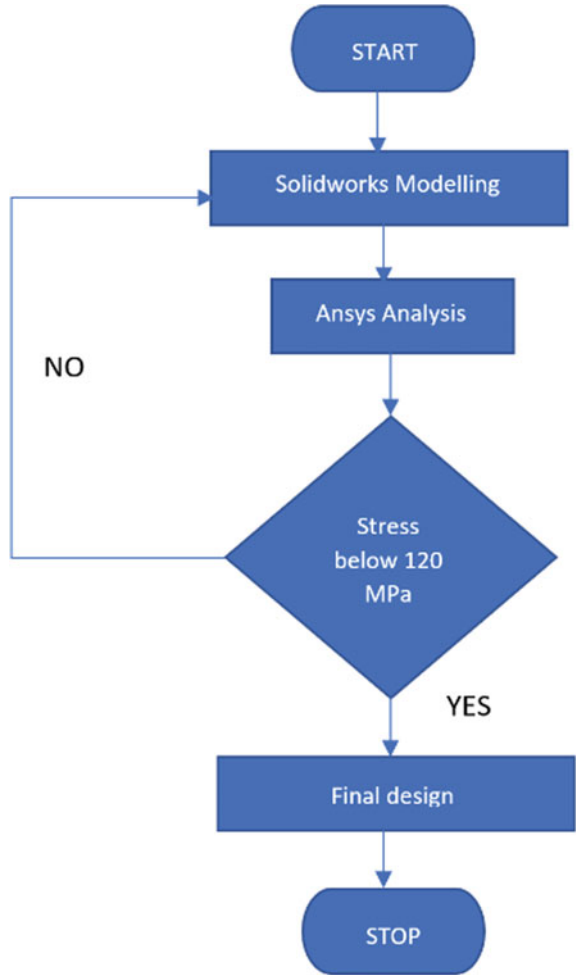 START
Solidworks Modelling
Ansys Analysis
NO
Stress
below 120
MPa
YES
Final design
STOP